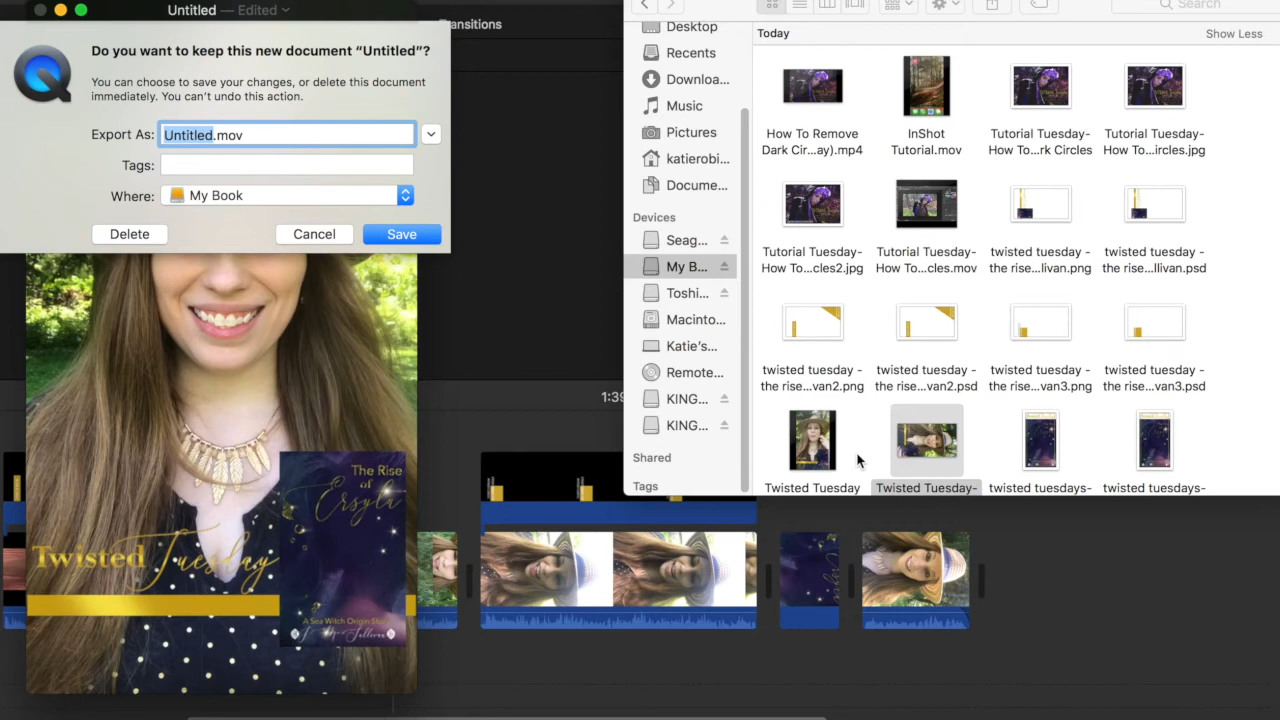 Untitled — Edited
Do you want to keep this new document “Untitled”?
You can choose to save your changes, or delete this document
immediately. You can’t undo this action.
Export As:
Untitled.mov
Tags:
Where:
My Book
Delete
Cancel
Save
ansitions
1:39
The Rise
of
Ersyla
Twisted Tuesday
A Sea Witch Origin
Search
Desktop
Recents
Downloa...
Music
Pictures
katierobi...
Docume...
Devices
Seag...
My B...
Toshi...
Macinto...
Katie’s...
Remote...
KING...
KING...
Shared
Tags
Today
Show Less
How To Remove
Dark Cir...ay).mp4
InShot
Tutorial.mov
Tutorial Tuesday-
How To...rk Circles
Tutorial Tuesday-
How To...ircles.jpg
Tutorial Tuesday-
How To...cles2.jpg
Tutorial Tuesday-
How To...cles.mov
twisted tuesday -
the rise...livan.png
twisted tuesday -
the rise...llivan.psd
twisted tuesday -
the rise...van2.png
twisted tuesday -
the rise...van2.psd
twisted tuesday -
the rise...van3.png
twisted tuesday -
the rise...van3.psd
Twisted Tuesday
Twisted Tuesday-
twisted tuesdays-
twisted tuesdays-